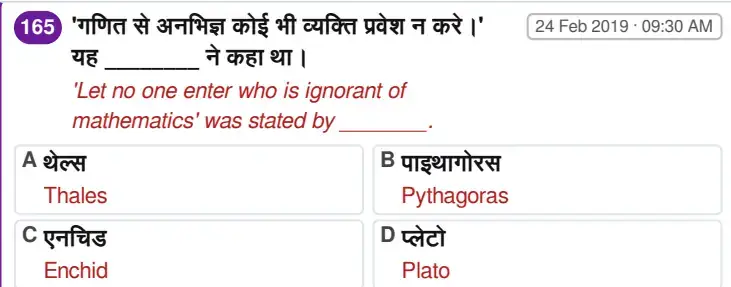 165 'गणित से अनभिज्ञ कोई भी व्यक्ति प्रवेश न करे।' 24 Feb 2019 · 09:30 AM
यह ________ ने कहा था।
'Let no one enter who is ignorant of
mathematics' was stated by ________.
A थेल्स
Thales
B पाइथागोरस
Pythagoras
C एनचिड
Enchid
D प्लेटो
Plato